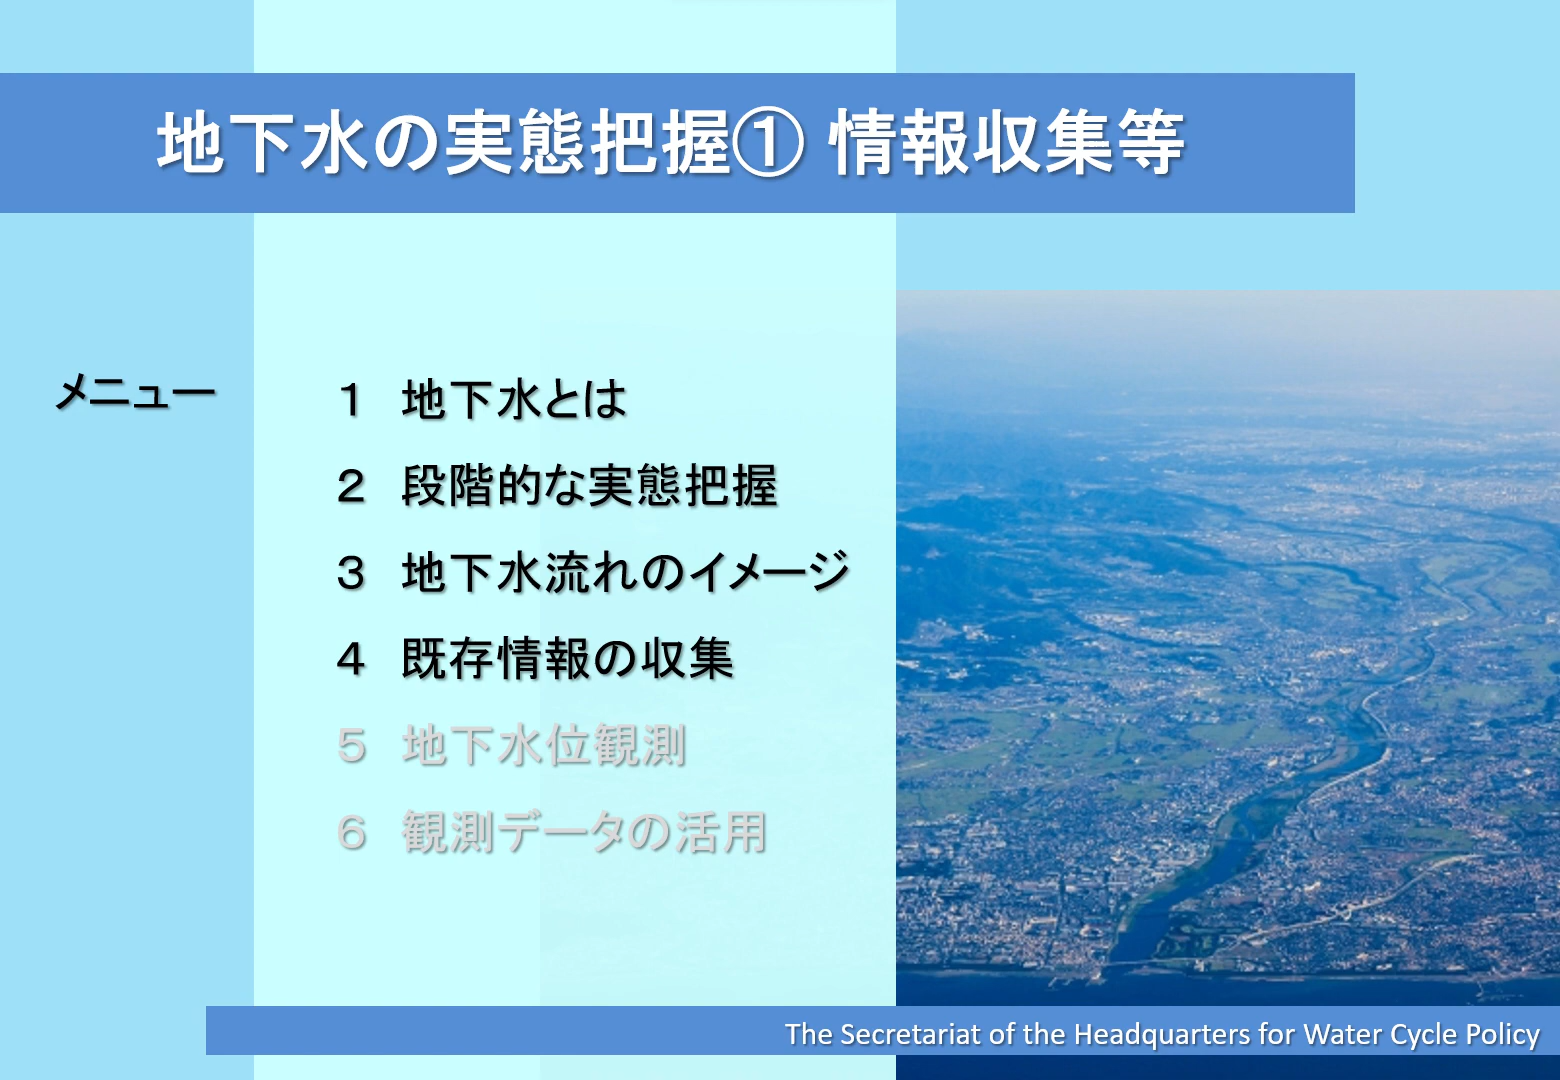 地下水の実態把握① 情報収集等
メニュー
１　地下水とは
２　段階的な実態把握
３　地下水流れのイメージ
４　既存情報の収集
５　地下水位観測
６　観測データの活用
The Secretariat of the Headquarters for Water Cycle Policy